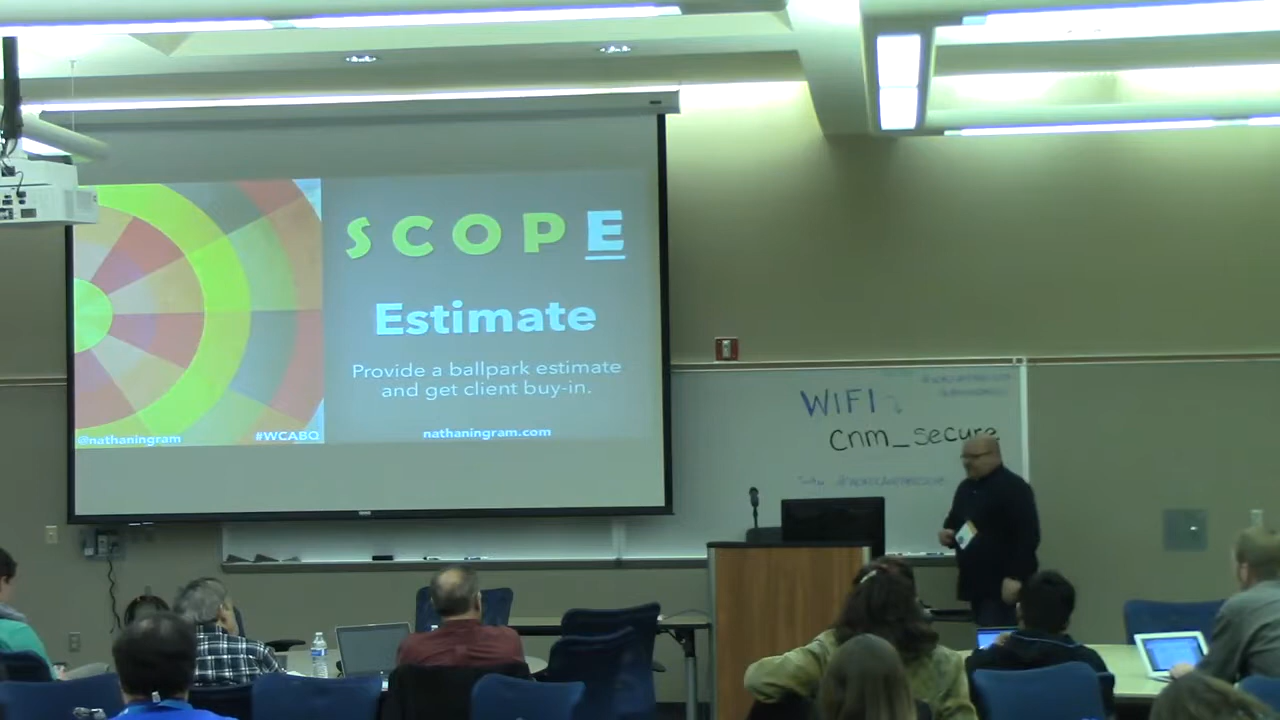 SCOPE
Estimate
Provide a ballpark estimate
and get client buy-in.
@nathaningram
#WCABQ
nathaningram.com
WIFI
cnm_secure